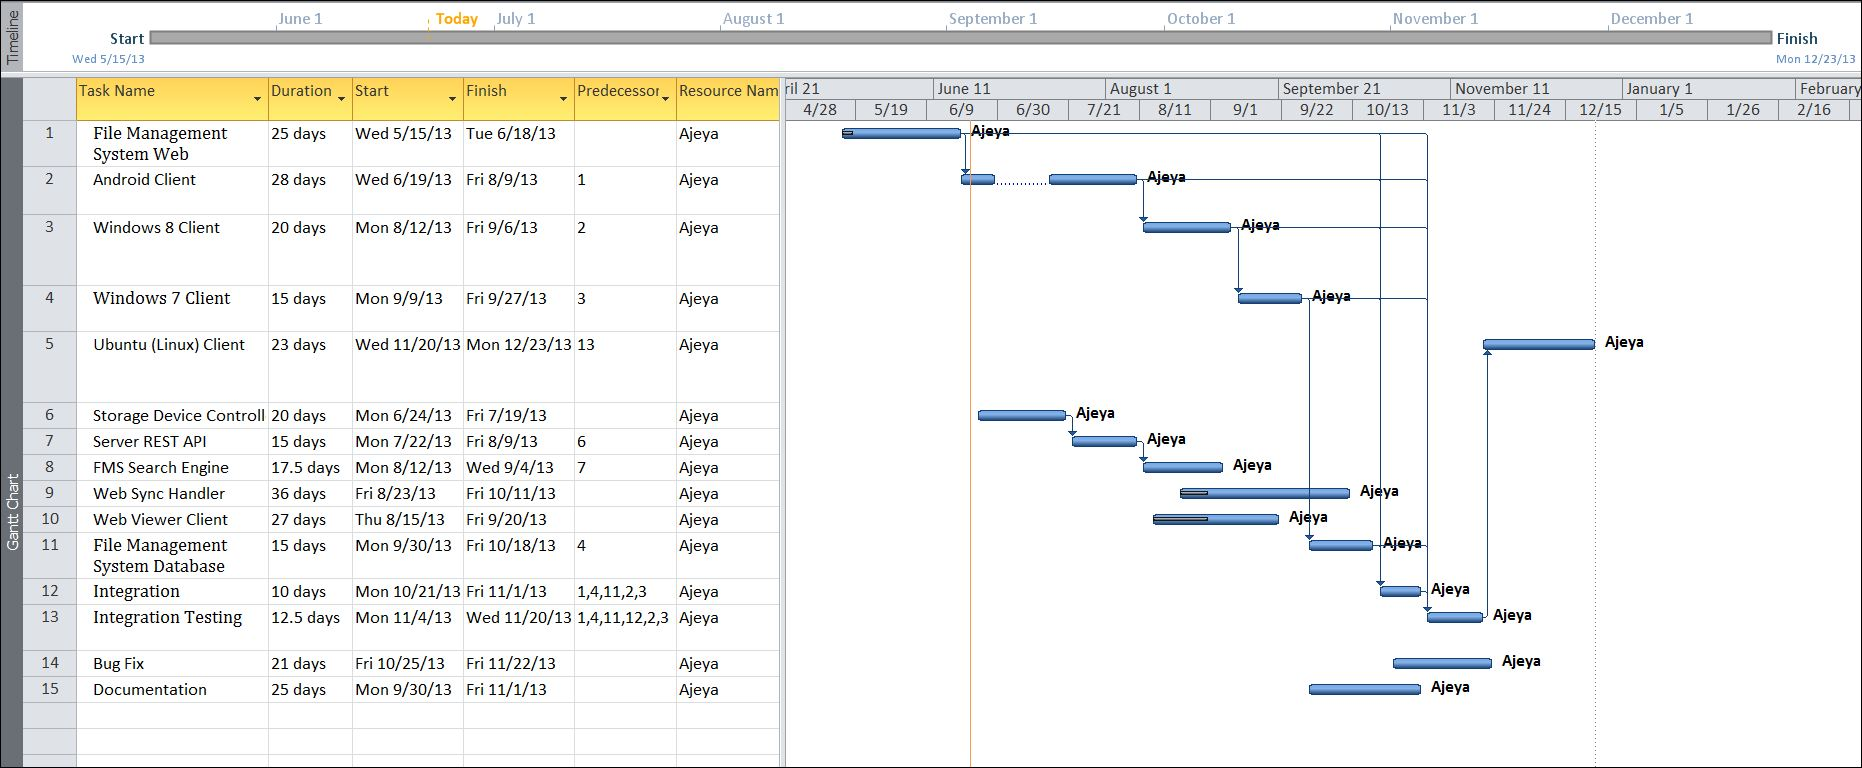 Timeline
June 1 Today July 1 August 1 September 1 October 1 November 1 December 1
Start Finish
Wed 5/15/13 Mon 12/23/13
Gantt Chart
Task Name Duration Start Finish Predecessor Resource Nam
ril 21 June 11 August 1 September 21 November 11 January 1 February
4/28 5/19 6/9 6/30 7/21 8/11 9/1 9/22 10/13 11/3 11/24 12/15 1/5 1/26 2/16
1 File Management 25 days Wed 5/15/13 Tue 6/18/13 Ajeya Ajeya
System Web
2 Android Client 28 days Wed 6/19/13 Fri 8/9/13 1 Ajeya Ajeya
3 Windows 8 Client 20 days Mon 8/12/13 Fri 9/6/13 2 Ajeya Ajeya
4 Windows 7 Client 15 days Mon 9/9/13 Fri 9/27/13 3 Ajeya Ajeya
5 Ubuntu (Linux) Client 23 days Wed 11/20/13 Mon 12/23/13 13 Ajeya Ajeya
6 Storage Device Controll 20 days Mon 6/24/13 Fri 7/19/13 Ajeya Ajeya
7 Server REST API 15 days Mon 7/22/13 Fri 8/9/13 6 Ajeya Ajeya
8 FMS Search Engine 17.5 days Mon 8/12/13 Wed 9/4/13 7 Ajeya Ajeya
9 Web Sync Handler 36 days Fri 8/23/13 Fri 10/11/13 Ajeya Ajeya
10 Web Viewer Client 27 days Thu 8/15/13 Fri 9/20/13 Ajeya Ajeya
11 File Management 15 days Mon 9/30/13 Fri 10/18/13 4 Ajeya Ajeya
System Database
12 Integration 10 days Mon 10/21/13 Fri 11/1/13 1,4,11,2,3 Ajeya Ajeya
13 Integration Testing 12.5 days Mon 11/4/13 Wed 11/20/13 1,4,11,12,2,3 Ajeya Ajeya
14 Bug Fix 21 days Fri 10/25/13 Fri 11/22/13 Ajeya Ajeya
15 Documentation 25 days Mon 9/30/13 Fri 11/1/13 Ajeya Ajeya